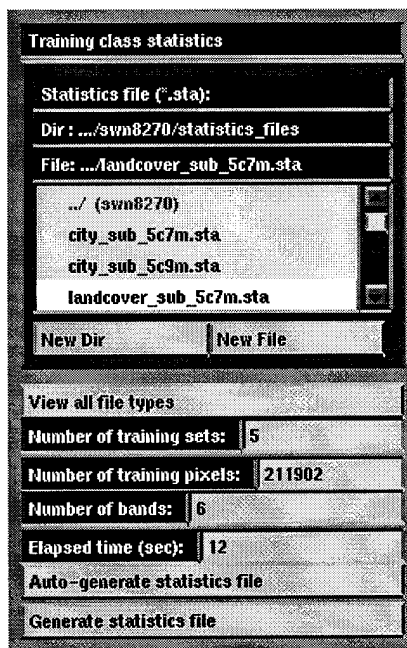 Training class statistics
Statistics file (*.sta):
Dir : .../swn8270/statistics_files
File: .../landcover_sub_5c7m.sta
../ (swn8270)
city_sub_5c7m.sta
city_sub_5c9m.sta
landcover_sub_5c7m.sta
New Dir New File
View all file types
Number of training sets: 5
Number of training pixels: 211902
Number of bands: 6
Elapsed time (sec): 12
Auto-generate statistics file
Generate statistics file